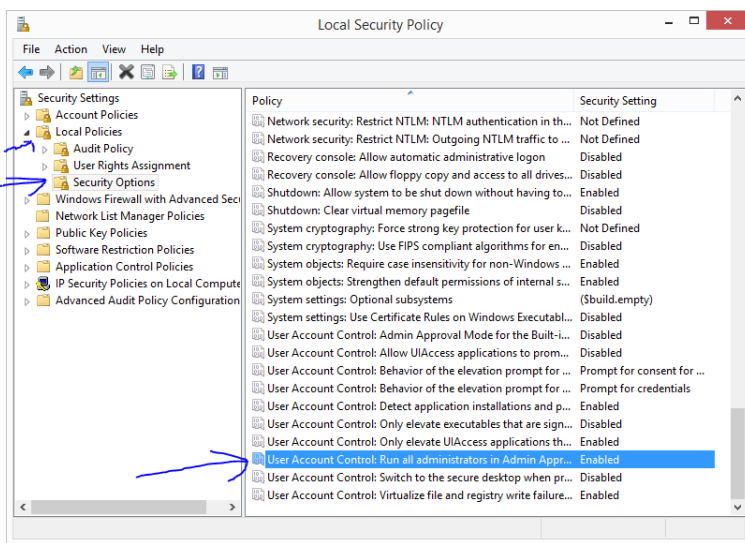 Local Security Policy
File Action View Help
Security Settings
Account Policies
Local Policies
Audit Policy
User Rights Assignment
Security Options
Windows Firewall with Advanced Secu
Network List Manager Policies
Public Key Policies
Software Restriction Policies
Application Control Policies
IP Security Policies on Local Compute
Advanced Audit Policy Configuration
Policy Security Setting
Network security: Restrict NTLM: NTLM authentication in th... Not Defined
Network security: Restrict NTLM: Outgoing NTLM traffic to ... Not Defined
Recovery console: Allow automatic administrative logon Disabled
Recovery console: Allow floppy copy and access to all drives... Disabled
Shutdown: Allow system to be shut down without having to... Enabled
Shutdown: Clear virtual memory pagefile Disabled
System cryptography: Force strong key protection for user k... Not Defined
System cryptography: Use FIPS compliant algorithms for en... Disabled
System objects: Require case insensitivity for non-Windows ... Enabled
System objects: Strengthen default permissions of internal s... Enabled
System settings: Optional subsystems ($build.empty)
System settings: Use Certificate Rules on Windows Executabl... Disabled
User Account Control: Admin Approval Mode for the Built-i... Disabled
User Account Control: Allow UIAccess applications to prom... Disabled
User Account Control: Behavior of the elevation prompt for ... Prompt for consent for ...
User Account Control: Behavior of the elevation prompt for ... Prompt for credentials
User Account Control: Detect application installations and p... Enabled
User Account Control: Only elevate executables that are sign... Disabled
User Account Control: Only elevate UIAccess applications th... Enabled
User Account Control: Run all administrators in Admin Appr... Enabled
User Account Control: Switch to the secure desktop when pr... Disabled
User Account Control: Virtualize file and registry write failure... Enabled